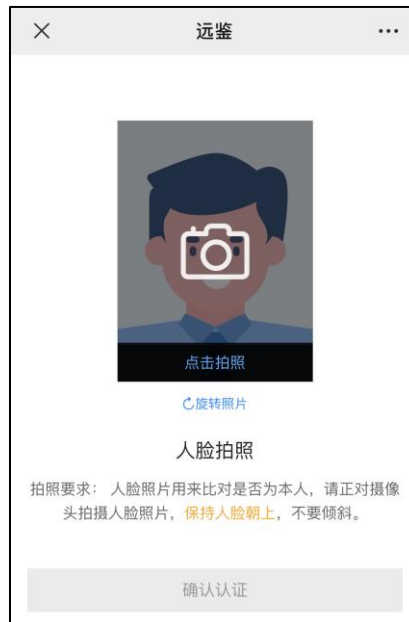 远鉴
点击拍照
旋转照片
人脸拍照
拍照要求： 人脸照片用来比对是否为本人，请正对摄像
头拍摄人脸照片，保持人脸朝上，不要倾斜。
确认认证